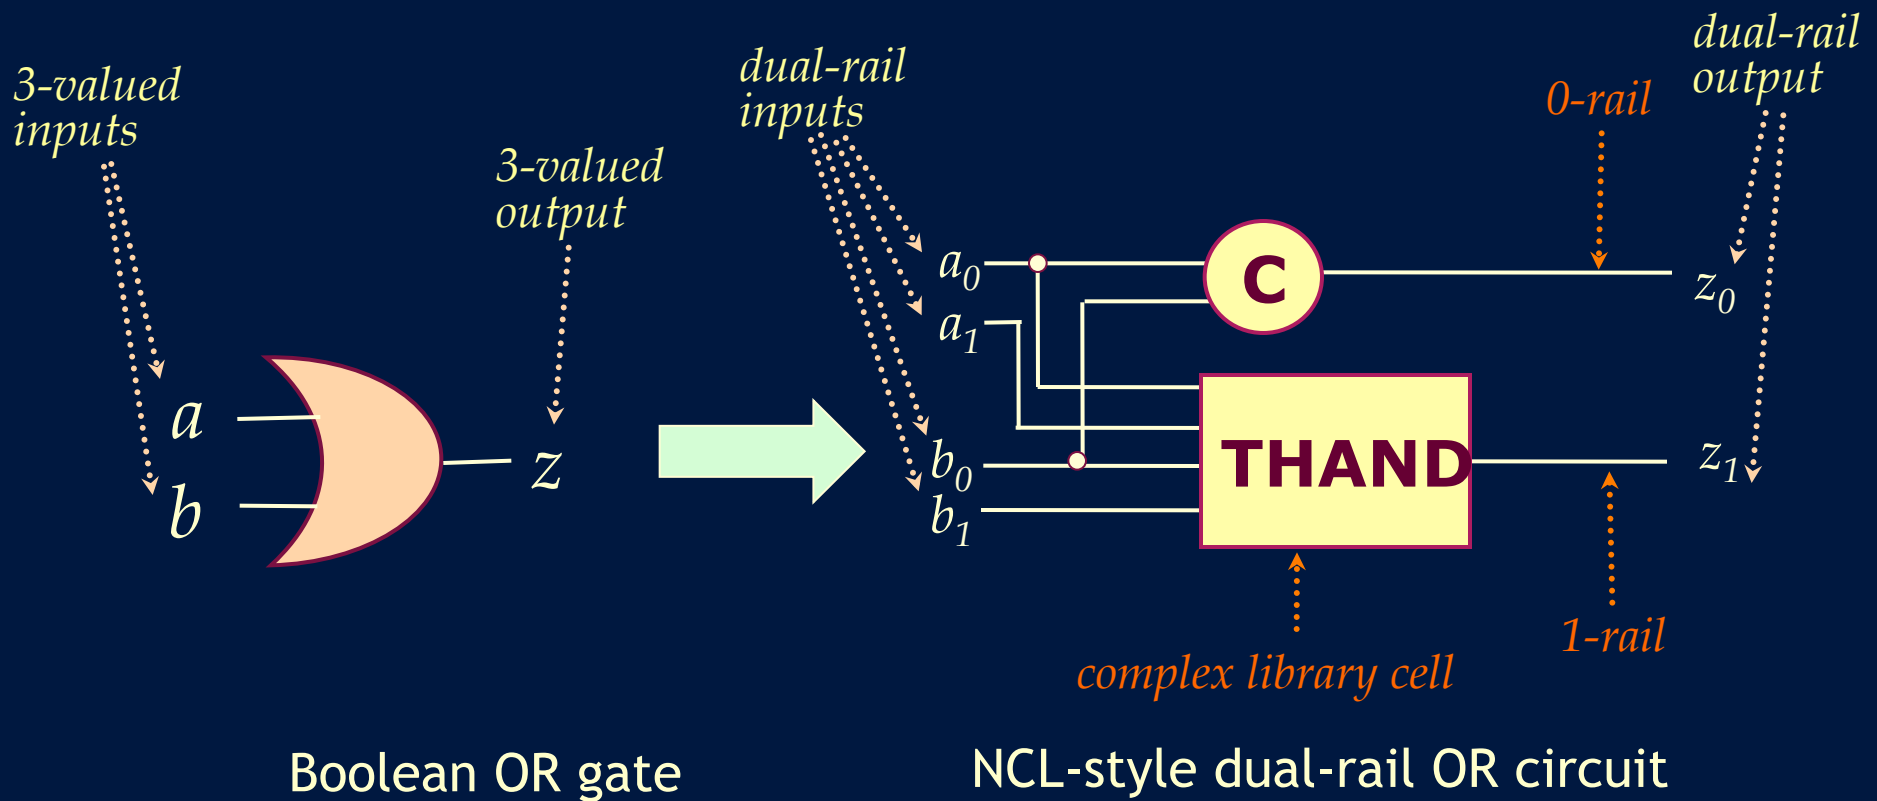 3-valued
inputs
3-valued
output
a
b
z
Boolean OR gate
dual-rail
inputs
a0
a1
b0
b1
C
THAND
complex library cell
0-rail
1-rail
dual-rail
output
z0
z1
NCL-style dual-rail OR circuit